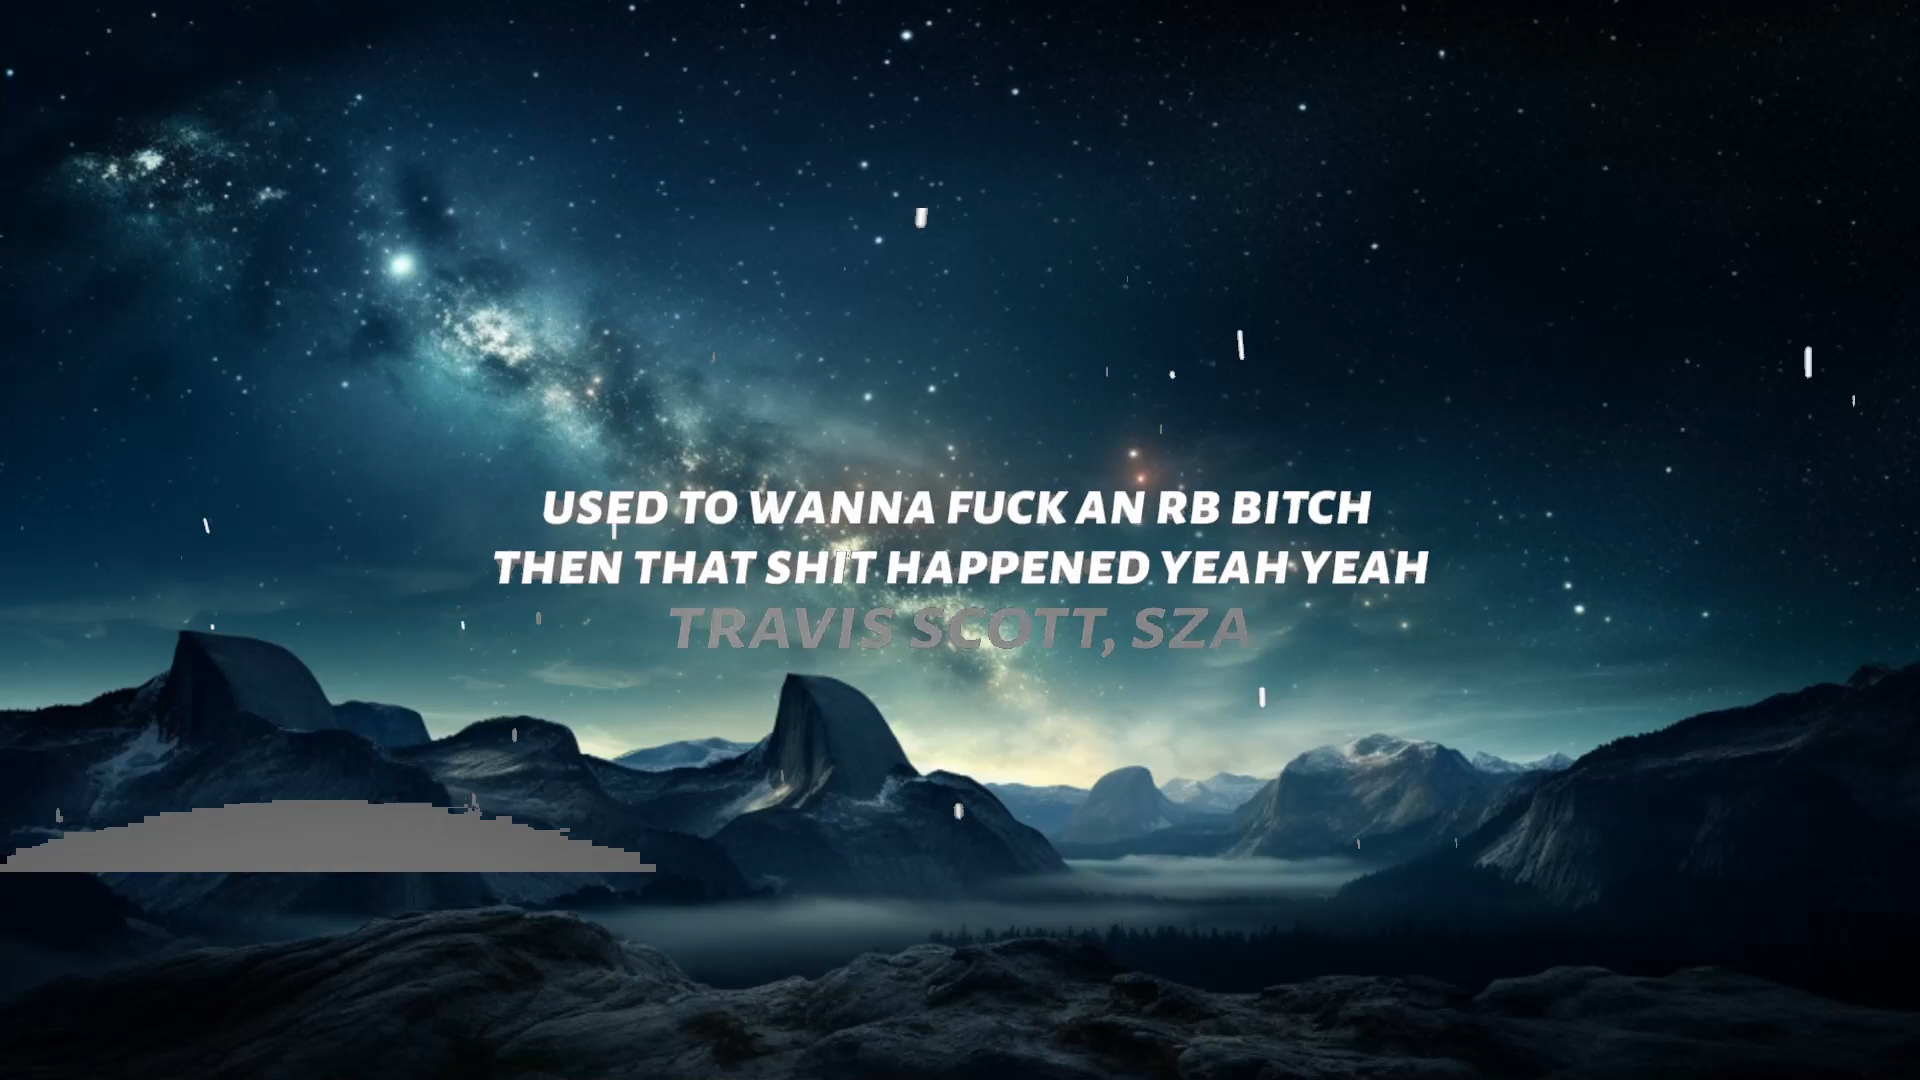 USED TO WANNA FUCK AN RB BITCH
THEN THAT SHIT HAPPENED YEAH YEAH
TRAVIS SCOTT, SZA